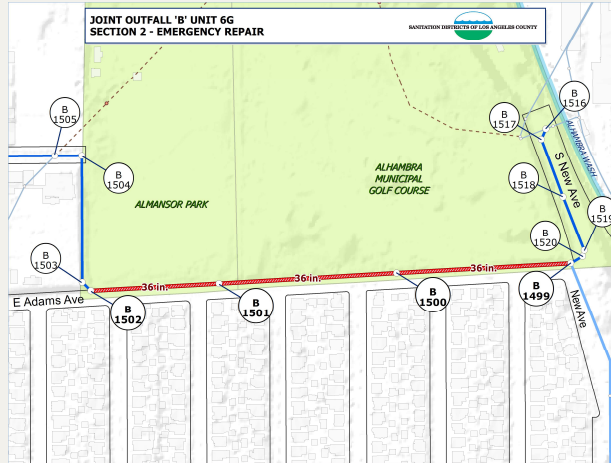 JOINT OUTFALL 'B' UNIT 6G
SECTION 2 - EMERGENCY REPAIR
SANITATION DISTRICTS OF LOS ANGELES COUNTY
B
1505
B
1516
B
1517
ALHAMBRA WASH
B
1504
ALHAMBRA
MUNICIPAL
GOLF COURSE
S New Ave
B
1518
ALMANSOR PARK
B
1519
B
1520
B
1503
36 in.
36 in.
36 in.
E Adams Ave
B
1502
B
1501
B
1500
B
1499
New Ave